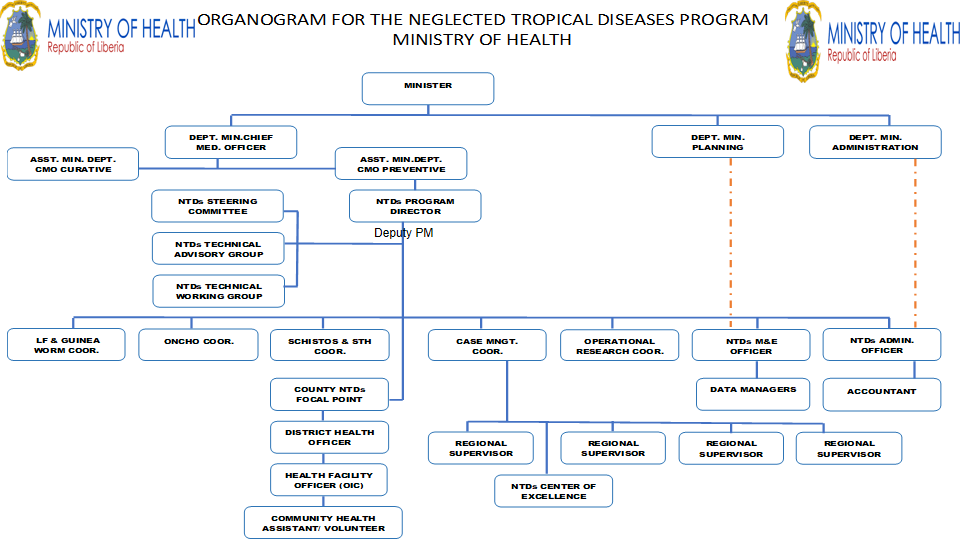 MINISTRY OF HEALTH
Republic of Liberia
ORGANOGRAM FOR THE NEGLECTED TROPICAL DISEASES PROGRAM
MINISTRY OF HEALTH
MINISTRY OF HEALTH
Republic of Liberia
MINISTER
DEPT. MIN.CHIEF
MED. OFFICER
DEPT. MIN.
PLANNING
DEPT. MIN.
ADMINISTRATION
ASST. MIN. DEPT.
CMO CURATIVE
ASST. MIN.DEPT.
CMO PREVENTIVE
NTDs STEERING
COMMITTEE
NTDs PROGRAM
DIRECTOR
Deputy PM
NTDs TECHNICAL
ADVISORY GROUP
NTDs TECHNICAL
WORKING GROUP
LF & GUINEA
WORM COOR.
ONCHO COOR.
SCHISTOS & STH
COOR.
CASE MNGT.
COOR.
OPERATIONAL
RESEARCH COOR.
NTDs M&E
OFFICER
NTDs ADMIN.
OFFICER
COUNTY NTDs
FOCAL POINT
DATA MANAGERS
ACCOUNTANT
DISTRICT HEALTH
OFFICER
REGIONAL
SUPERVISOR
REGIONAL
SUPERVISOR
REGIONAL
SUPERVISOR
REGIONAL
SUPERVISOR
HEALTH FACILITY
OFFICER (OIC)
NTDs CENTER OF
EXCELLENCE
COMMUNITY HEALTH
ASSISTANT/ VOLUNTEER